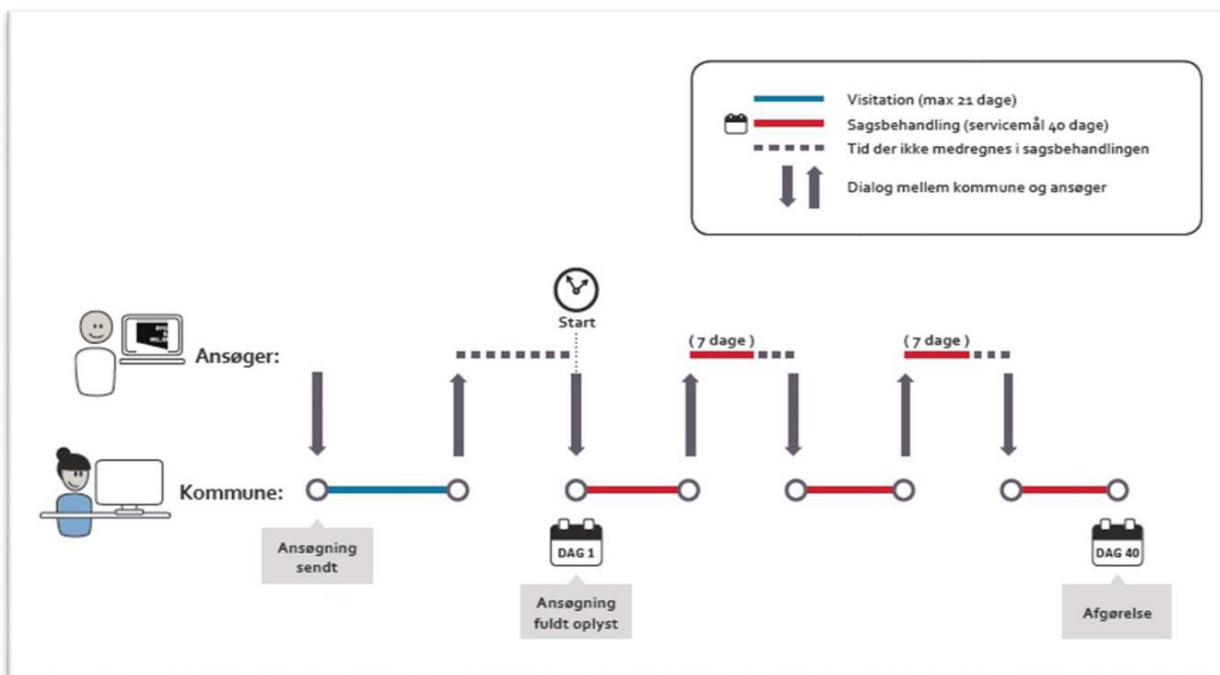 Visitation (max 21 dage)
Sagsbehandling (servicemål 40 dage)
Tid der ikke medregnes i sagsbehandlingen
Dialog mellem kommune og ansøger
Start
Ansøger:
( 7 dage )
( 7 dage )
Kommune:
Ansøgning
sendt
DAG 1
Ansøgning
fuldt oplyst
DAG 40
Afgørelse